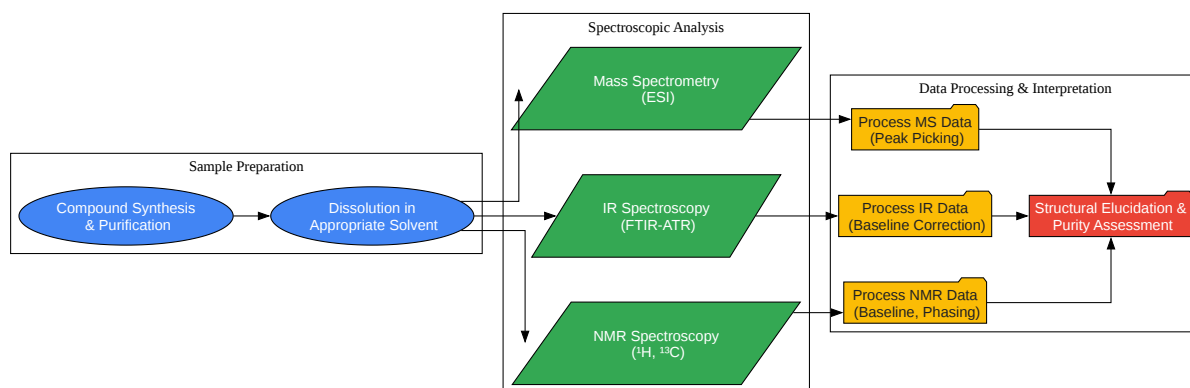 Sample Preparation
Compound Synthesis
& Purification
Dissolution in
Appropriate Solvent
Spectroscopic Analysis
Mass Spectrometry
(ESI)
IR Spectroscopy
(FTIR-ATR)
NMR Spectroscopy
(¹H, ¹³C)
Data Processing & Interpretation
Process MS Data
(Peak Picking)
Process IR Data
(Baseline Correction)
Process NMR Data
(Baseline, Phasing)
Structural Elucidation &
Purity Assessment